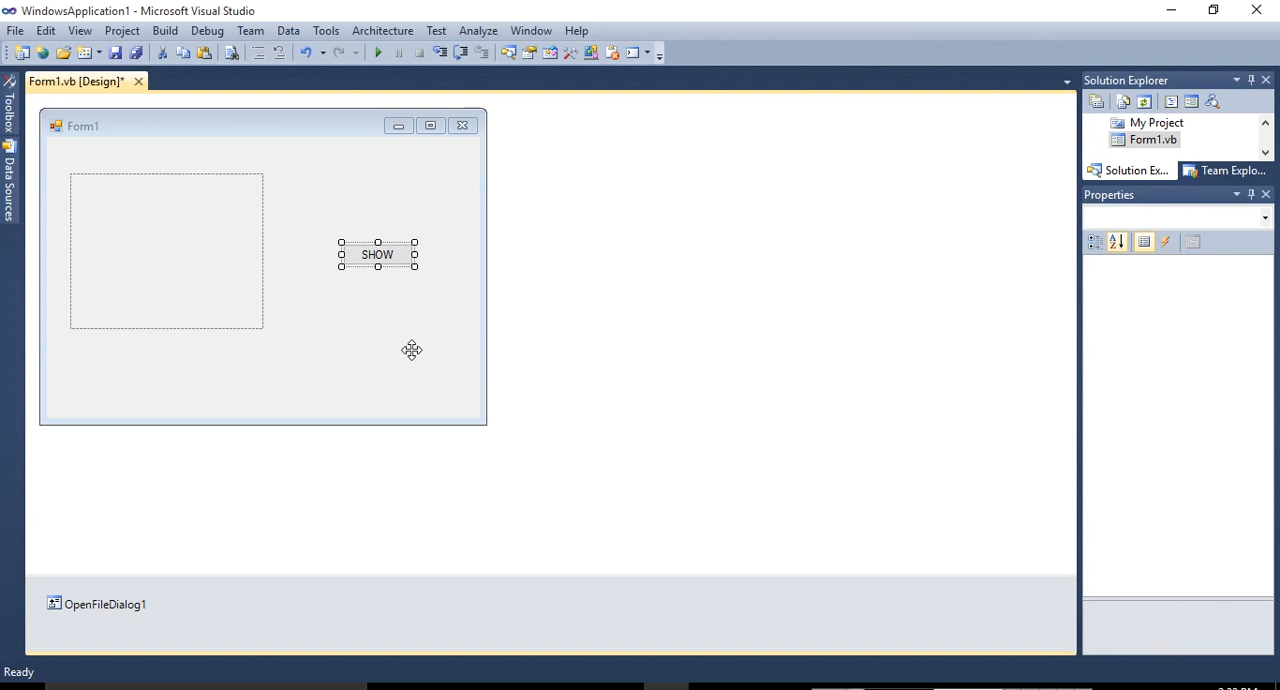 WindowsApplication1 - Microsoft Visual Studio
File Edit View Project Build Debug Team Data Tools Architecture Test Analyze Window Help
Form1.vb [Design]*
Toolbox
Data Sources
Form1
SHOW
OpenFileDialog1
Solution Explorer
My Project
Form1.vb
Solution Ex... Team Explo...
Properties
Ready